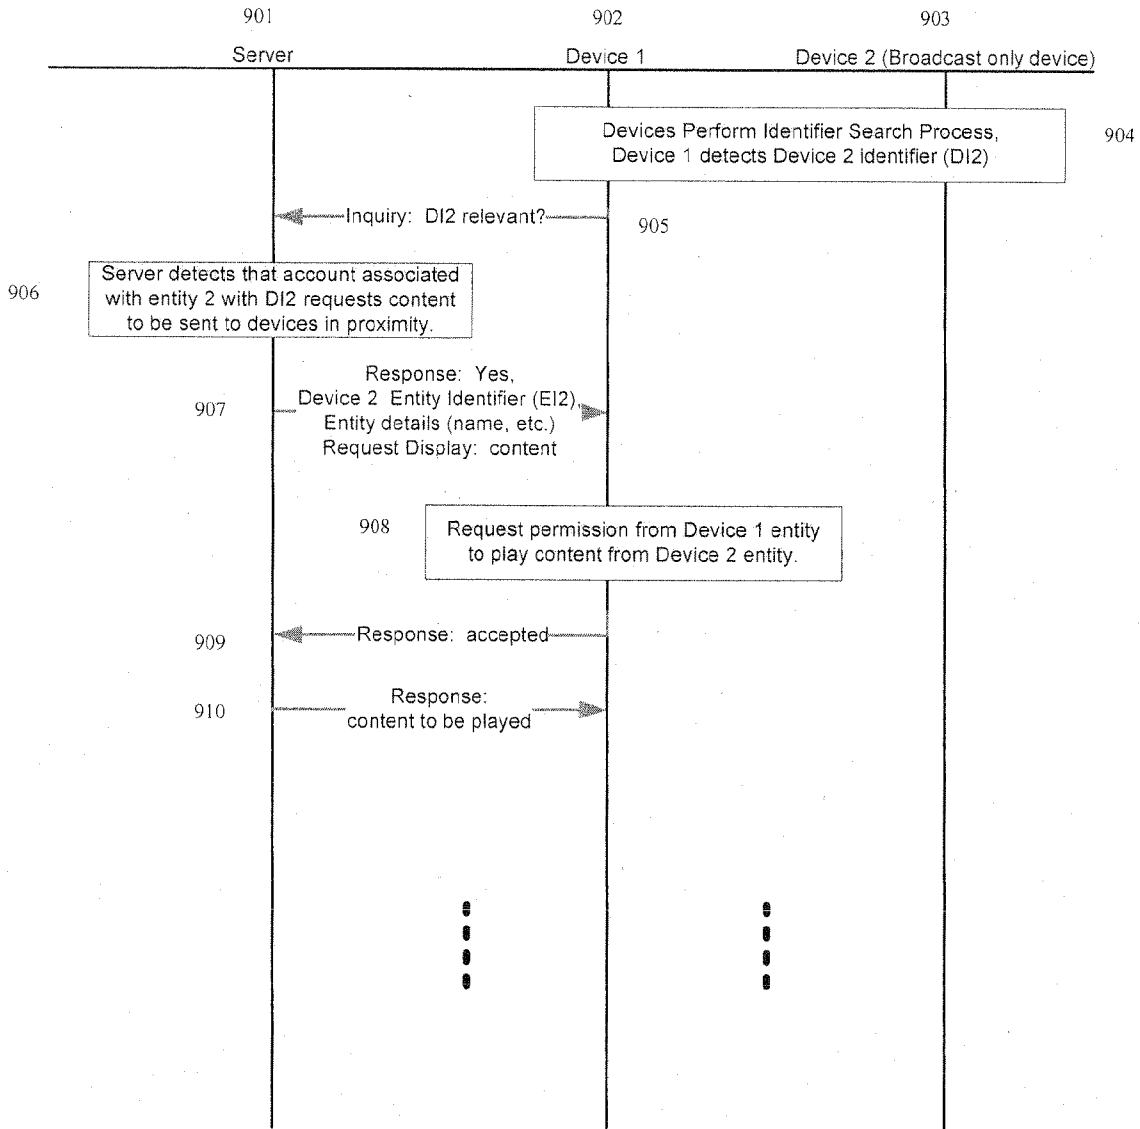 901
902
903
Server
Device 1
Device 2 (Broadcast only device)
Devices Perform Identifier Search Process,
Device 1 detects Device 2 identifier (DI2)
904
Inquiry: DI2 relevant?
905
906
Server detects that account associated
with entity 2 with DI2 requests content
to be sent to devices in proximity.
Response: Yes,
Device 2 Entity Identifier (EI2),
Entity details (name, etc.)
Request Display: content
907
908
Request permission from Device 1 entity
to play content from Device 2 entity.
909
Response: accepted
910
Response:
content to be played